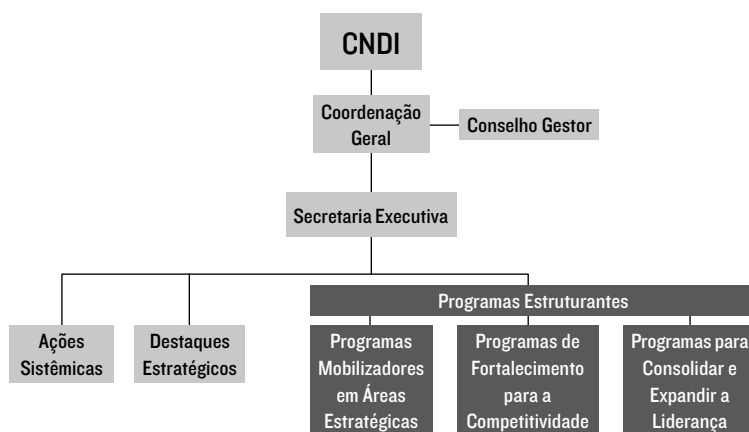 CNDI
Coordenação
Geral
Conselho Gestor
Secretaria Executiva
Programas Estruturantes
Ações
Sistêmicas
Destaques
Estratégicos
Programas
Mobilizadores
em Áreas
Estratégicas
Programas de
Fortalecimento
para a
Competitividade
Programas para
Consolidar e
Expandir a
Liderança